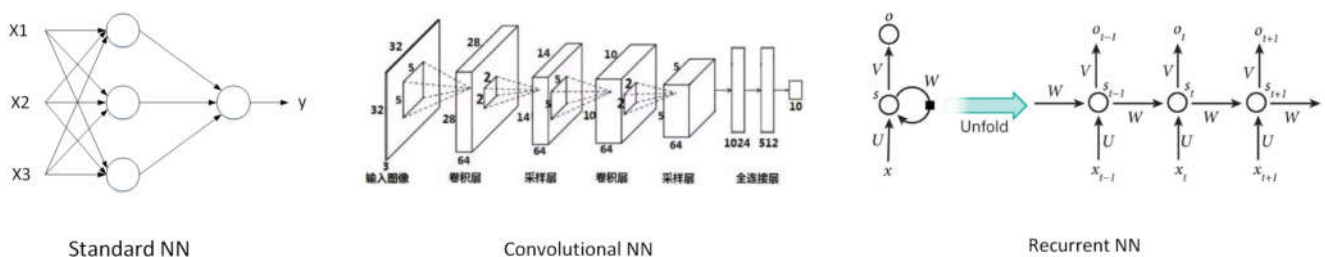 X1
X2
X3
y
Standard NN
32
32
5
5
3
输入图像
28
28
2
2
64
卷积层
14
14
5
5
64
采样层
10
10
2
2
64
卷积层
5
5
64
采样层
1024
512
10
全连接层
Convolutional NN
o
V
s
W
U
x
Unfold
o_{t-1}
o_t
o_{t+1}
V
V
V
W
s_{t-1}
s_t
s_{t+1}
W
W
W
U
U
U
x_{t-1}
x_t
x_{t+1}
Recurrent NN